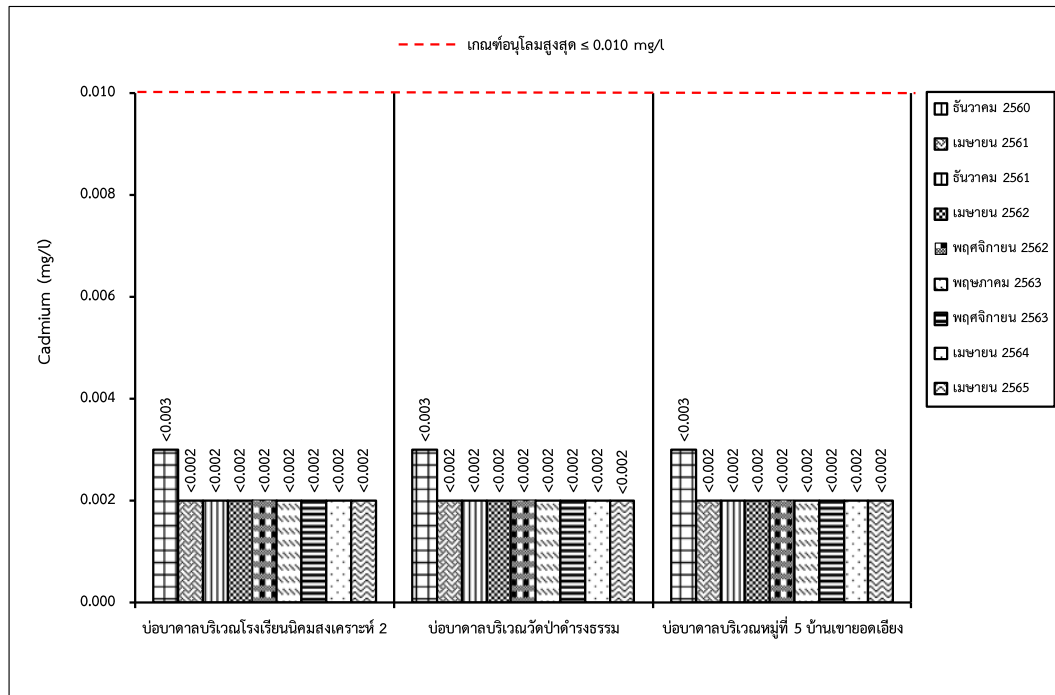 เกณฑ์อนุโลมสูงสุด ≤ 0.010 mg/l
0.010
0.008
0.006
0.004
0.002
0.000
Cadmium (mg/l)
<0.003
<0.002
<0.002
<0.002
<0.002
<0.002
<0.002
<0.002
<0.002
<0.003
<0.002
<0.002
<0.002
<0.002
<0.002
<0.002
<0.002
<0.002
<0.003
<0.002
<0.002
<0.002
<0.002
<0.002
<0.002
<0.002
<0.002
บ่อบาดาลบริเวณโรงเรียนนิคมสงเคราะห์ 2
บ่อบาดาลบริเวณวัดป่าดำรงธรรม
บ่อบาดาลบริเวณหมู่ที่ 5 บ้านเขายอดเอียง
ธันวาคม 2560
เมษายน 2561
ธันวาคม 2561
เมษายน 2562
พฤศจิกายน 2562
พฤษภาคม 2563
พฤศจิกายน 2563
เมษายน 2564
เมษายน 2565